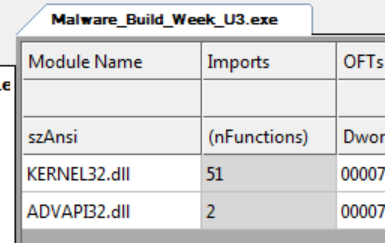 Malware_Build_Week_U3.exe
Module Name Imports OFTs
szAnsi (nFunctions) Dwor
KERNEL32.dll 51 00007
ADVAPI32.dll 2 00007